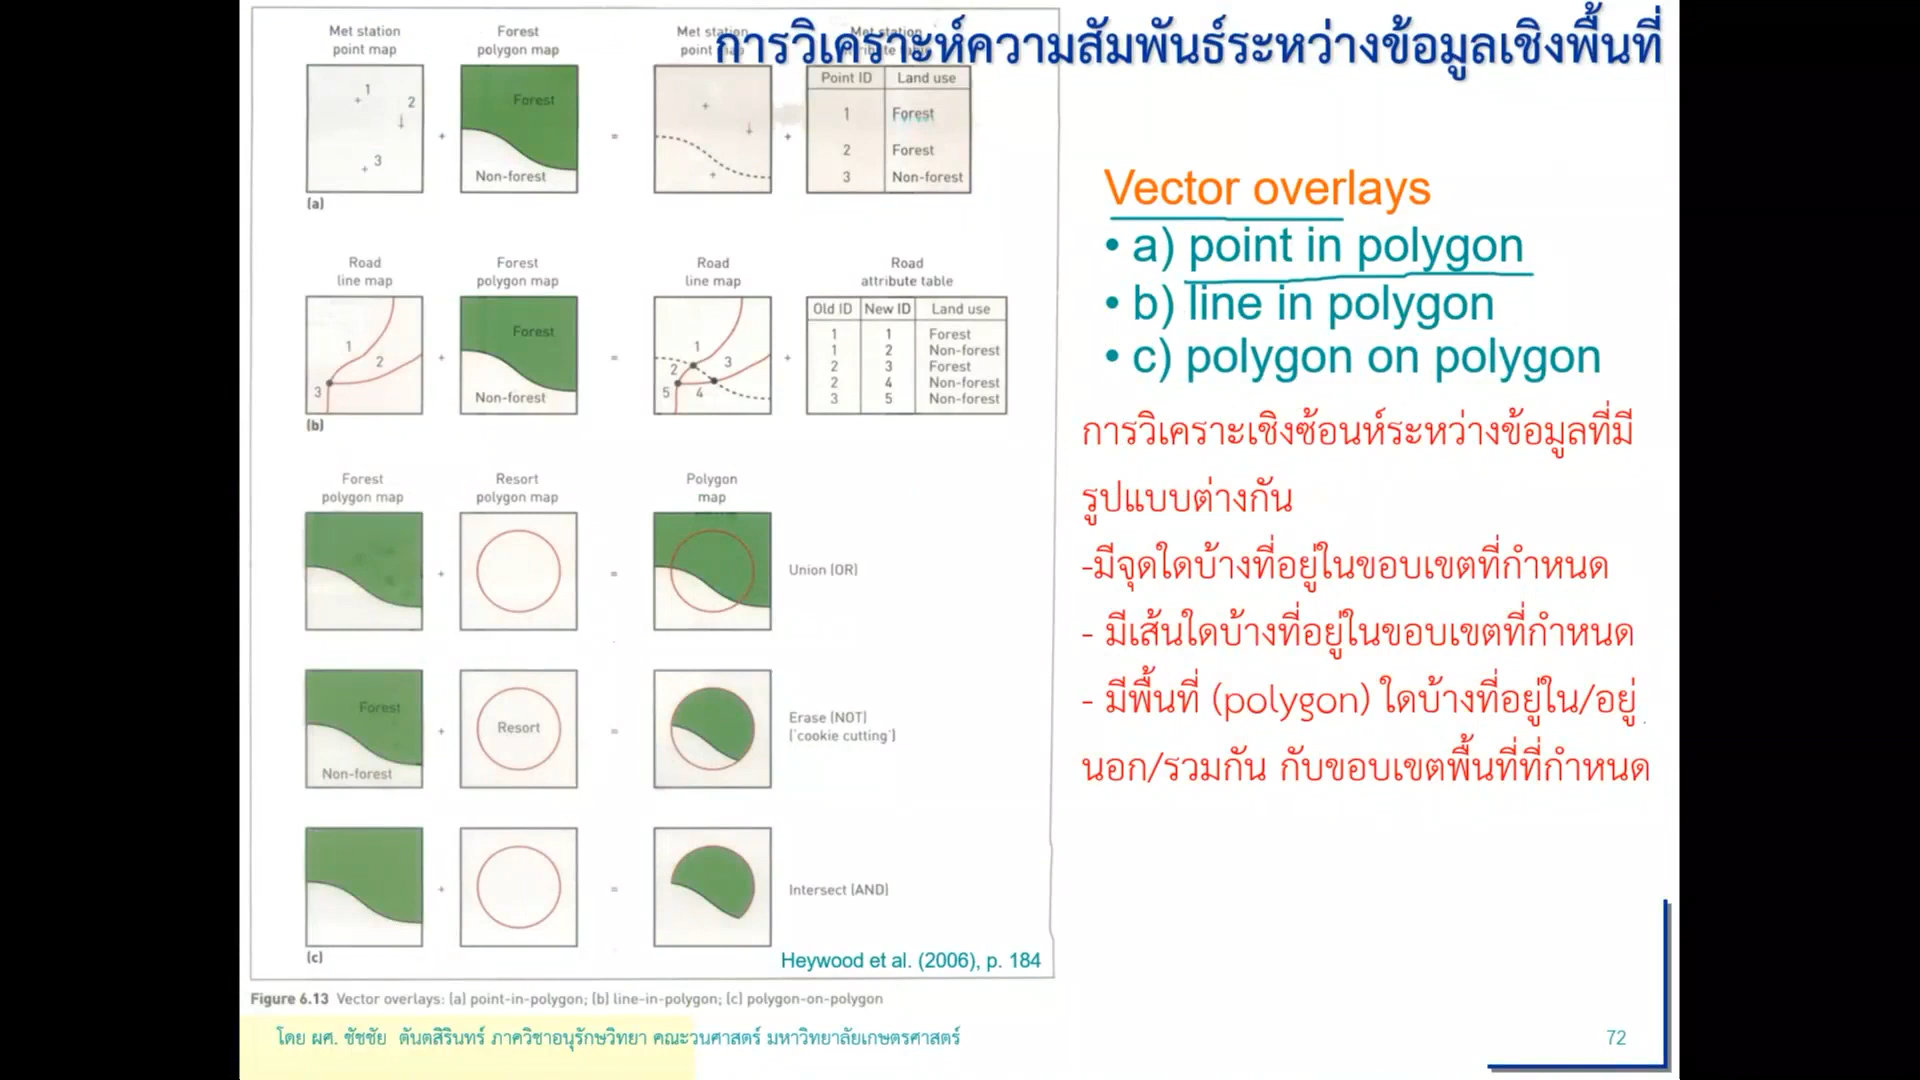 การวิเคราะห์ความสัมพันธ์ระหว่างข้อมูลเชิงพื้นที่
Met station
point map
Forest
polygon map
Met station
point map
Met station
1
2
3
Forest
Non-forest
Point ID Land use
1 Forest
2 Forest
3 Non-forest
(a)
Road
line map
Forest
polygon map
Road
line map
Road
attribute table
1
2
3
Forest
Non-forest
1
2
3
4
5
Old ID New ID Land use
1 1 Forest
1 2 Non-forest
2 3 Forest
2 4 Non-forest
3 5 Non-forest
(b)
Forest
polygon map
Resort
polygon map
Polygon
map
Union (OR)
Forest
Non-forest
Resort
Erase (NOT)
('cookie cutting')
Intersect (AND)
(c)
Heywood et al. (2006), p. 184
Figure 6.13 Vector overlays: (a) point-in-polygon; (b) line-in-polygon; (c) polygon-on-polygon
Vector overlays
• a) point in polygon
• b) line in polygon
• c) polygon on polygon
การวิเคราะเชิงซ้อนห์ระหว่างข้อมูลที่มี
รูปแบบต่างกัน
-มีจุดใดบ้างที่อยู่ในขอบเขตที่กำหนด
- มีเส้นใดบ้างที่อยู่ในขอบเขตที่กำหนด
- มีพื้นที่ (polygon) ใดบ้างที่อยู่ใน/อยู่
นอก/รวมกัน กับขอบเขตพื้นที่ที่กำหนด
โดย ผศ. ชัชชัย ตันตสิรินทร์ ภาควิชาอนุรักษวิทยา คณะวนศาสตร์ มหาวิทยาลัยเกษตรศาสตร์
72